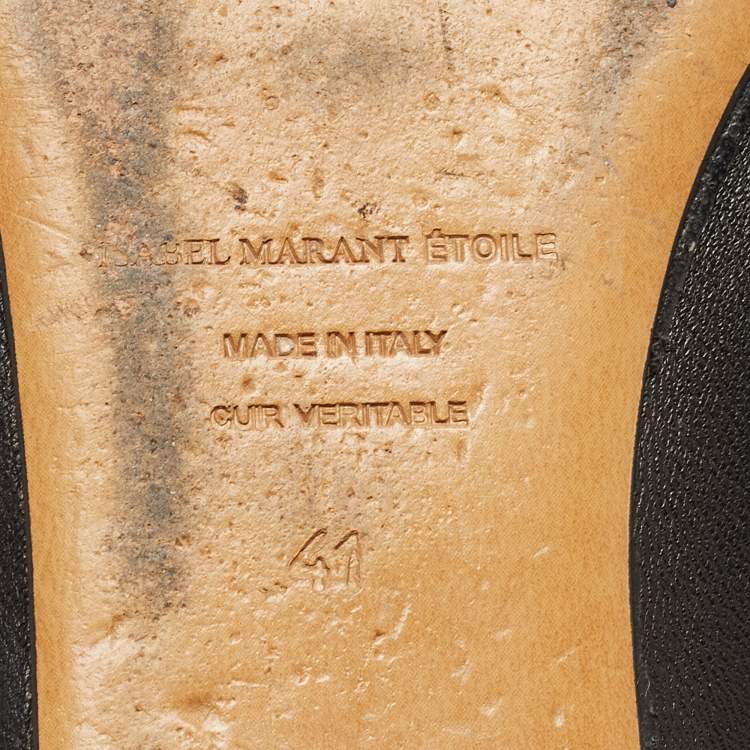 ISABEL MARANT ÉTOILE
MADE IN ITALY
CUIR VERITABLE
41